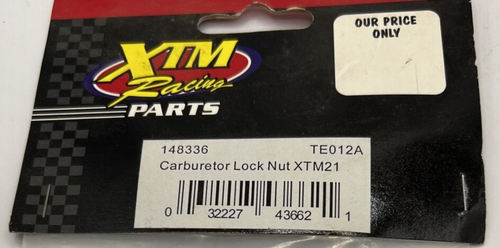 OUR PRICE
ONLY
XTM
Racing
PARTS
148336 TE012A
Carburetor Lock Nut XTM21
0 32227 43662 1